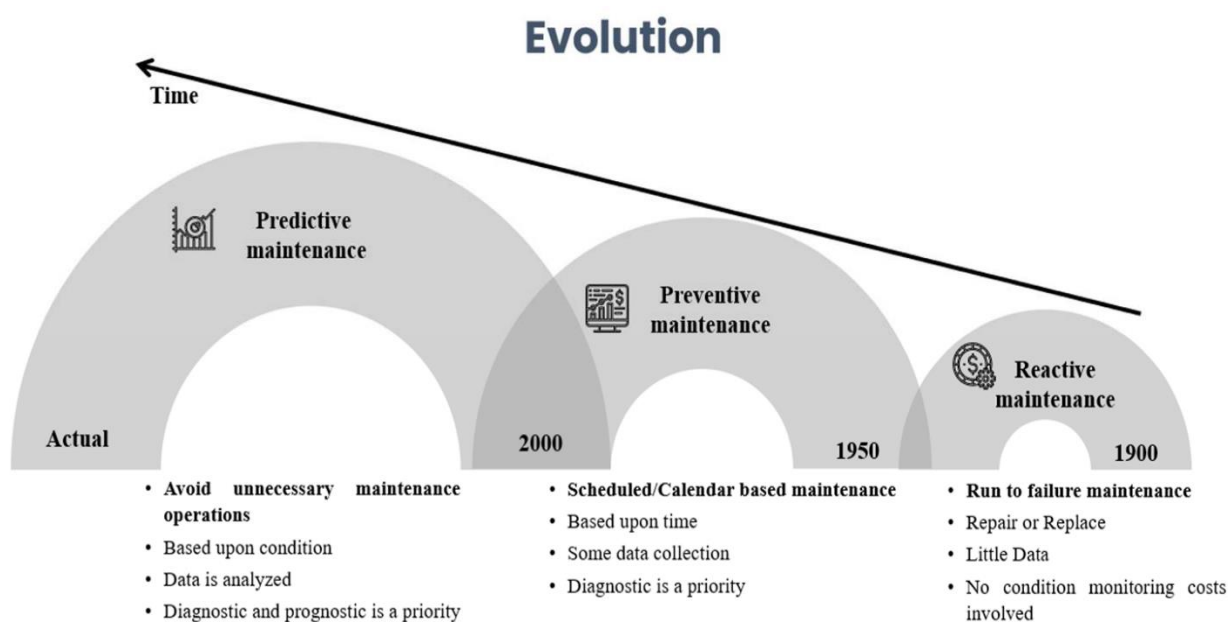 Evolution
Time
Predictive
maintenance
Preventive
maintenance
Reactive
maintenance
Actual
2000
1950
1900
• Avoid unnecessary maintenance
operations
• Based upon condition
• Data is analyzed
• Diagnostic and prognostic is a priority
• Scheduled/Calendar based maintenance
• Based upon time
• Some data collection
• Diagnostic is a priority
• Run to failure maintenance
• Repair or Replace
• Little Data
• No condition monitoring costs
involved